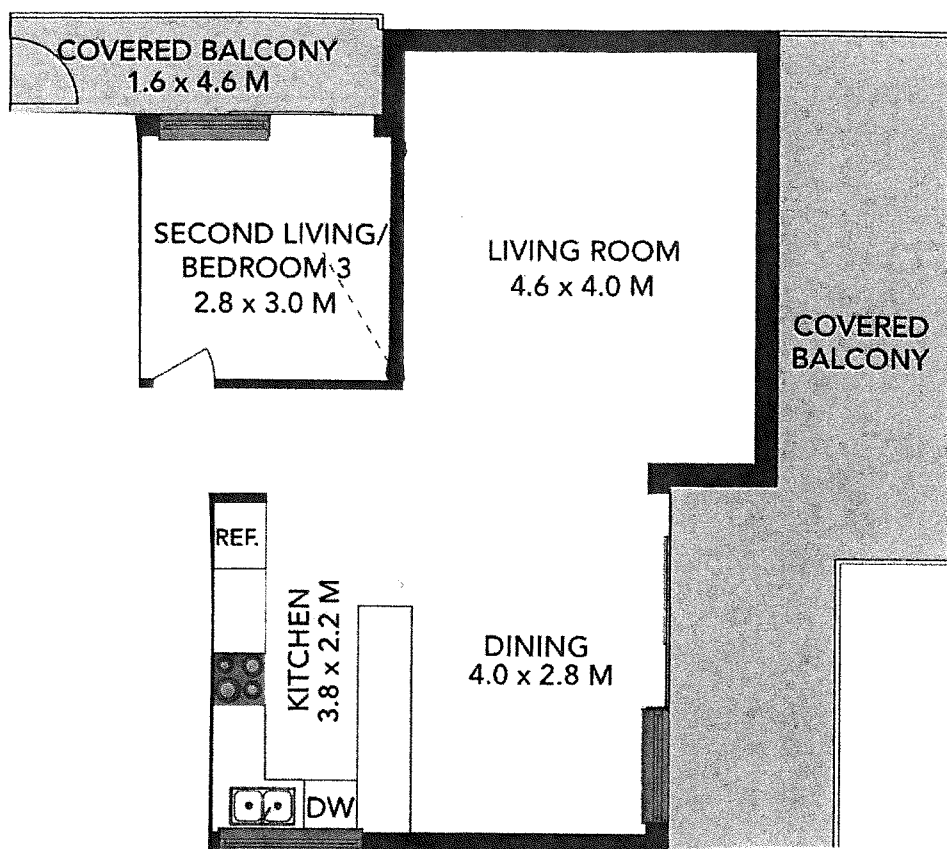 COVERED BALCONY
1.6 x 4.6 M
SECOND LIVING/
BEDROOM 3
2.8 x 3.0 M
LIVING ROOM
4.6 x 4.0 M
COVERED
BALCONY
REF.
KITCHEN
3.8 x 2.2 M
DINING
4.0 x 2.8 M
DW